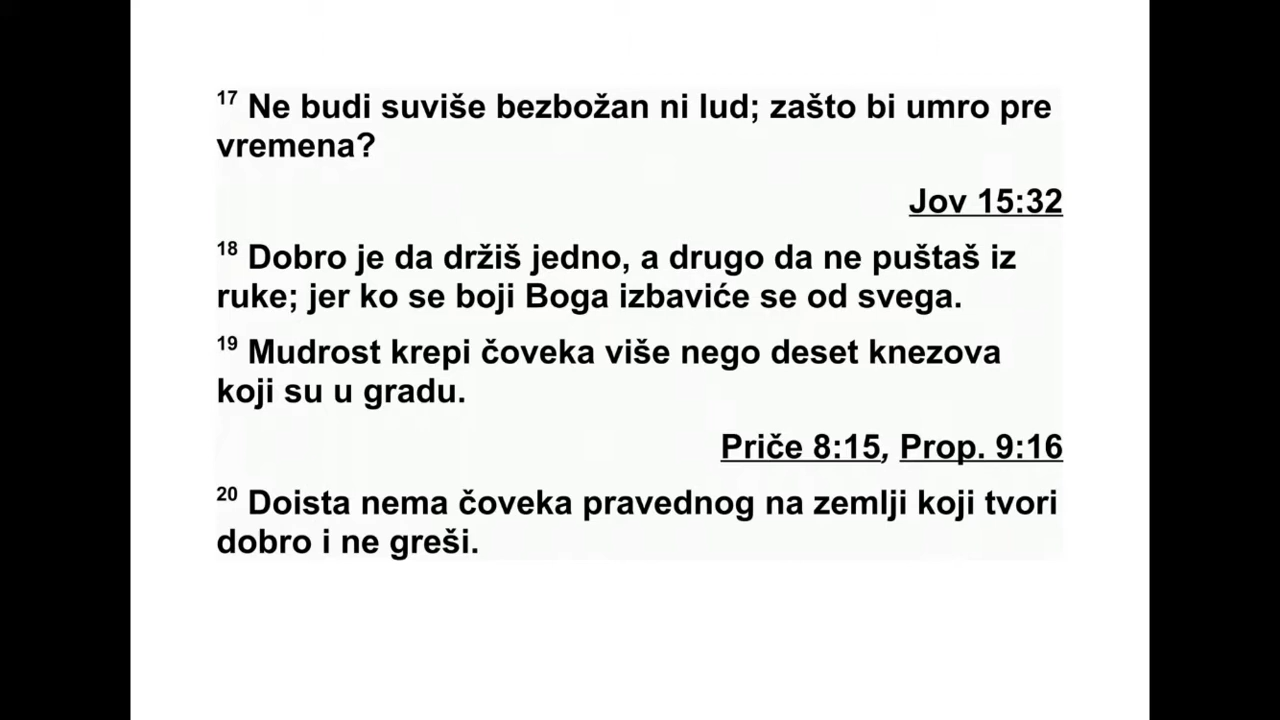 17 Ne budi suviše bezbožan ni lud; zašto bi umro pre
vremena?
Jov 15:32
18 Dobro je da držiš jedno, a drugo da ne puštaš iz
ruke; jer ko se boji Boga izbaviće se od svega.
19 Mudrost krepi čoveka više nego deset knezova
koji su u gradu.
Priče 8:15, Prop. 9:16
20 Doista nema čoveka pravednog na zemlji koji tvori
dobro i ne greši.